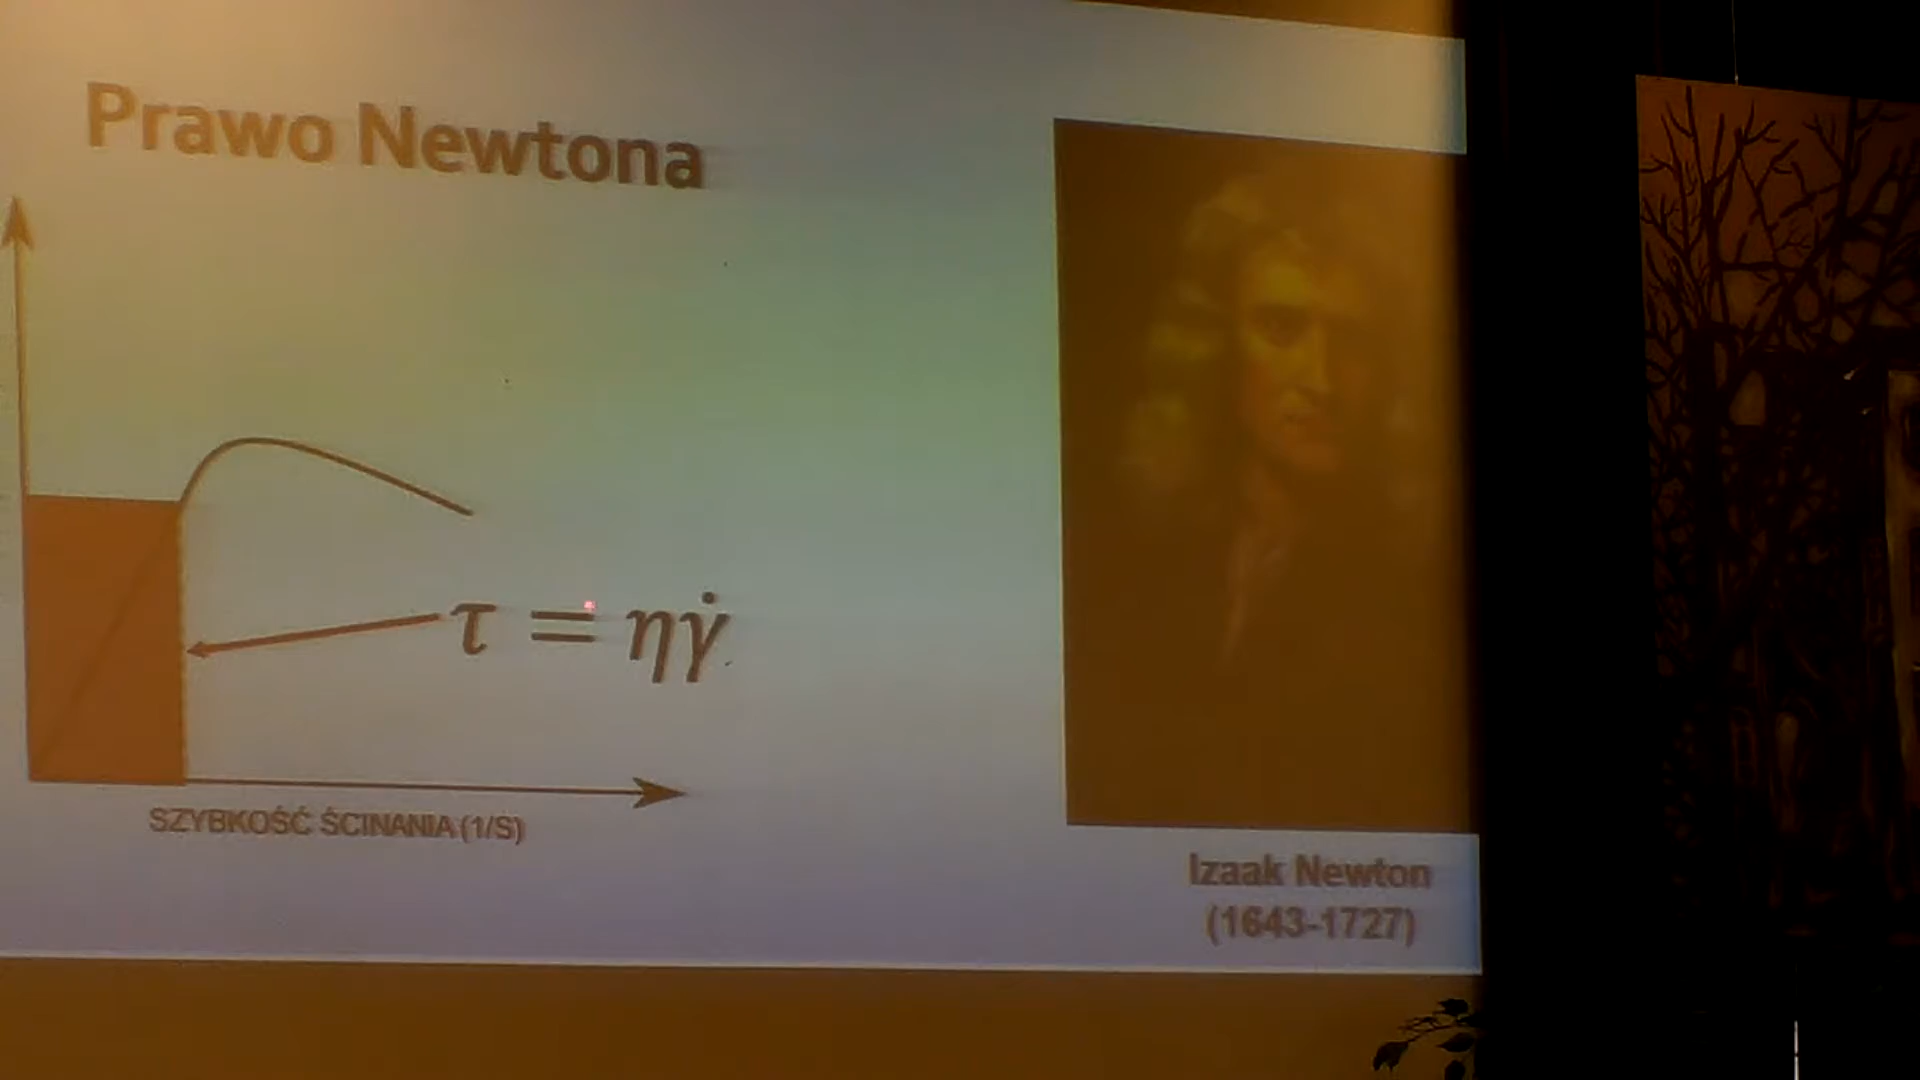 Prawo Newtona
τ = ηγ̇
SZYBKOŚĆ ŚCINANIA (1/S)
Izaak Newton
(1643-1727)